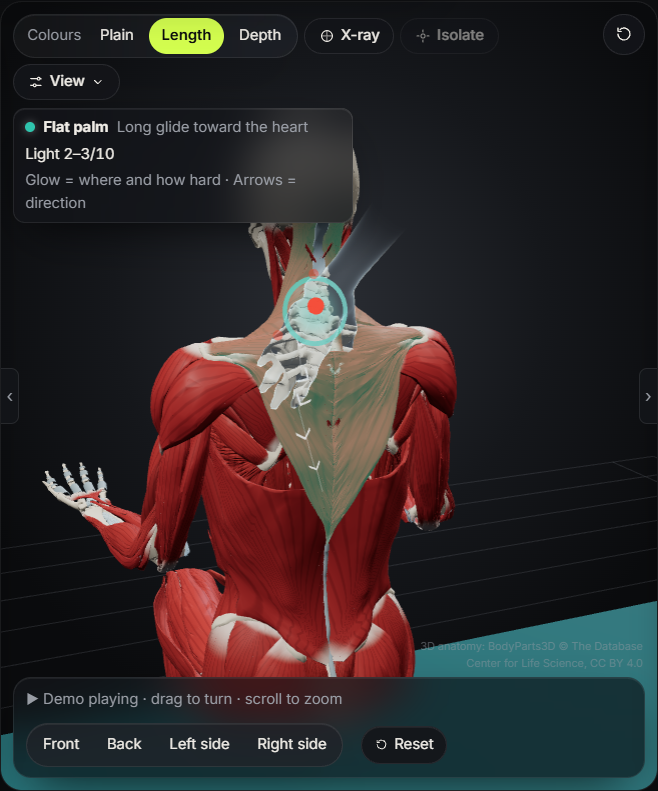 Colours Plain Length Depth X-ray Isolate
View
Flat palm Long glide toward the heart
Light 2–3/10
Glow = where and how hard · Arrows =
direction
3D anatomy: BodyParts3D © The Database
Center for Life Science, CC BY 4.0
▶ Demo playing · drag to turn · scroll to zoom
Front Back Left side Right side Reset